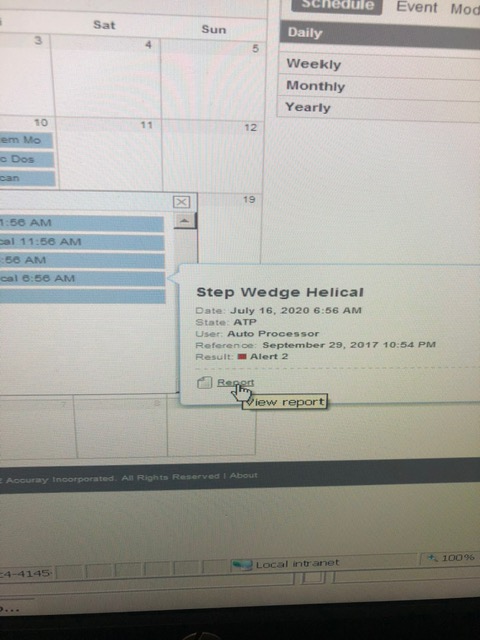 Schedule Event Mod
Sat
Sun
3
4
5
Daily
Weekly
Monthly
Yearly
10
11
12
em Mo
c Dos
can
19
1:56 AM
cal 11:56 AM
:56 AM
cal 6:56 AM
Step Wedge Helical
Date: July 16, 2020 6:56 AM
State: ATP
User: Auto Processor
Reference: September 29, 2017 10:54 PM
Result: Alert 2
Report
View report
Accuray Incorporated. All Rights Reserved | About
c4-4145-
Local intranet
100%